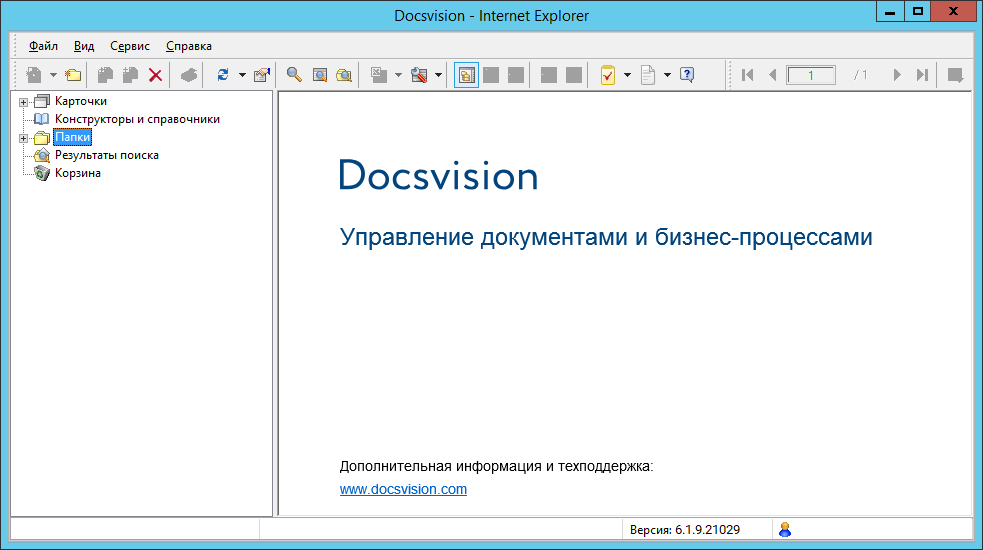 Docsvision - Internet Explorer
Файл Вид Сервис Справка
1 / 1
Карточки
Конструкторы и справочники
Папки
Результаты поиска
Корзина
Docsvision
Управление документами и бизнес-процессами
Дополнительная информация и техподдержка:
www.docsvision.com
Версия: 6.1.9.21029